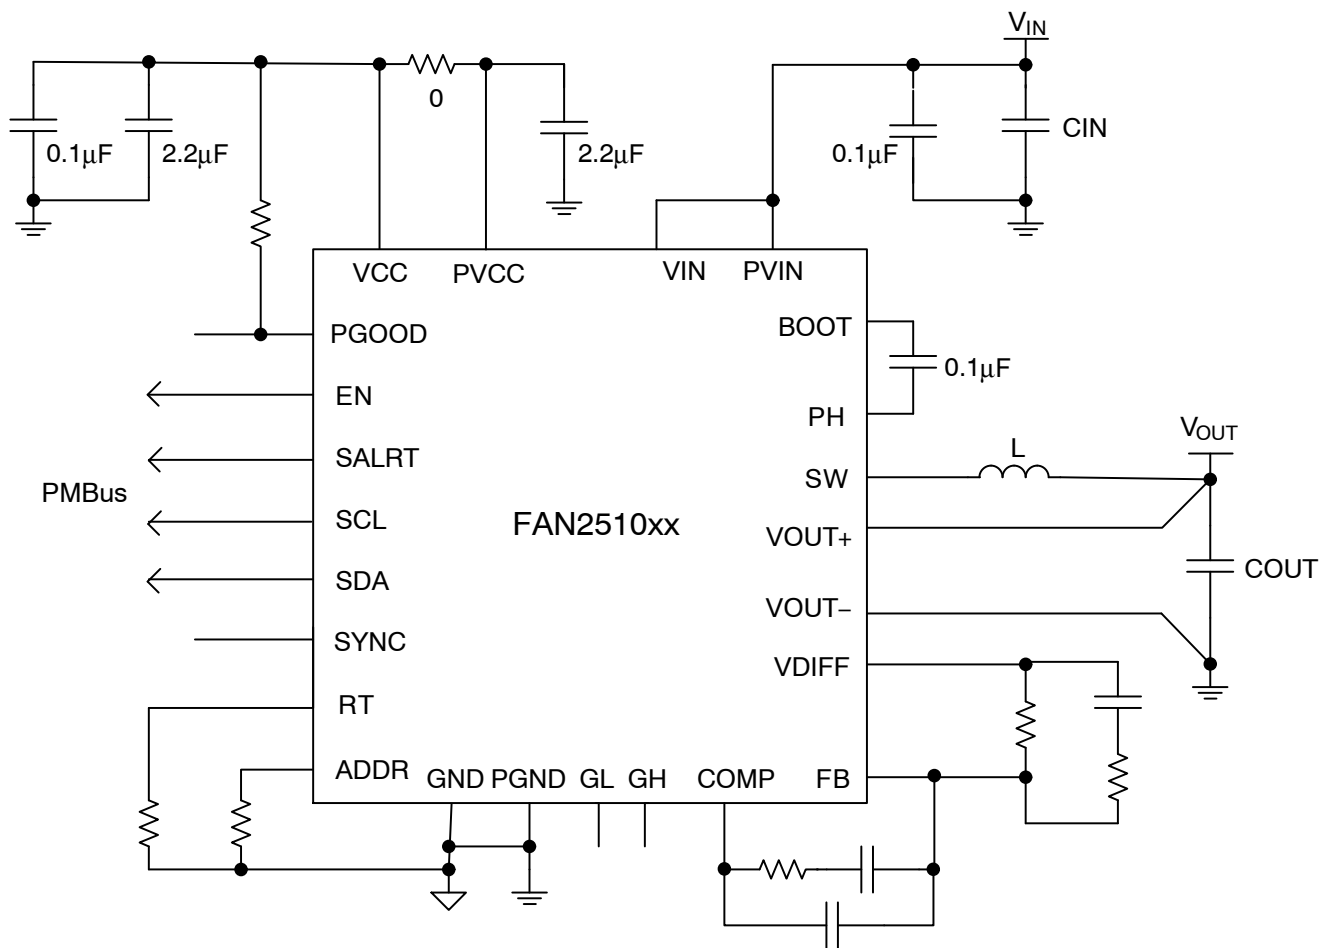 VIN
0
CIN
0.1μF
2.2μF
2.2μF
0.1μF
VCC
PVCC
VIN
PVIN
PGOOD
BOOT
0.1μF
EN
PH
SALRT
SW
L
VOUT
PMBus
SCL
FAN2510xx
VOUT+
SDA
COUT
VOUT−
SYNC
VDIFF
RT
ADDR
GND
PGND
GL
GH
COMP
FB